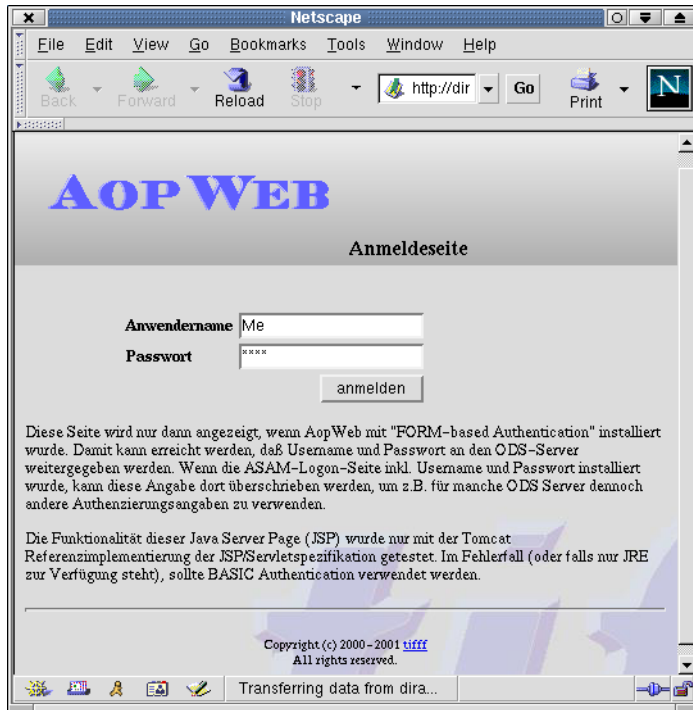 Netscape
File Edit View Go Bookmarks Tools Window Help
Back Forward Reload Stop http://dir Go Print N
AOPWEB
Anmeldeseite
Anwendername Me
Passwort ****
anmelden
Diese Seite wird nur dann angezeigt, wenn AopWeb mit "FORM-based Authentication" installiert
wurde. Damit kann erreicht werden, daß Username und Passwort an den ODS-Server
weitergegeben werden. Wenn die ASAM-Logon-Seite inkl. Username und Passwort installiert
wurde, kann diese Angabe dort überschrieben werden, um z.B. für manche ODS Server dennoch
andere Authenzierungsangaben zu verwenden.
Die Funktionalität dieser Java Server Page (JSP) wurde nur mit der Tomcat
Referenzimplementierung der JSP/Servletspezifikation getestet. Im Fehlerfall (oder falls nur JRE
zur Verfügung steht), sollte BASIC Authentication verwendet werden.
Copyright (c) 2000-2001 tifff
All rights reserved.
Transferring data from dira...